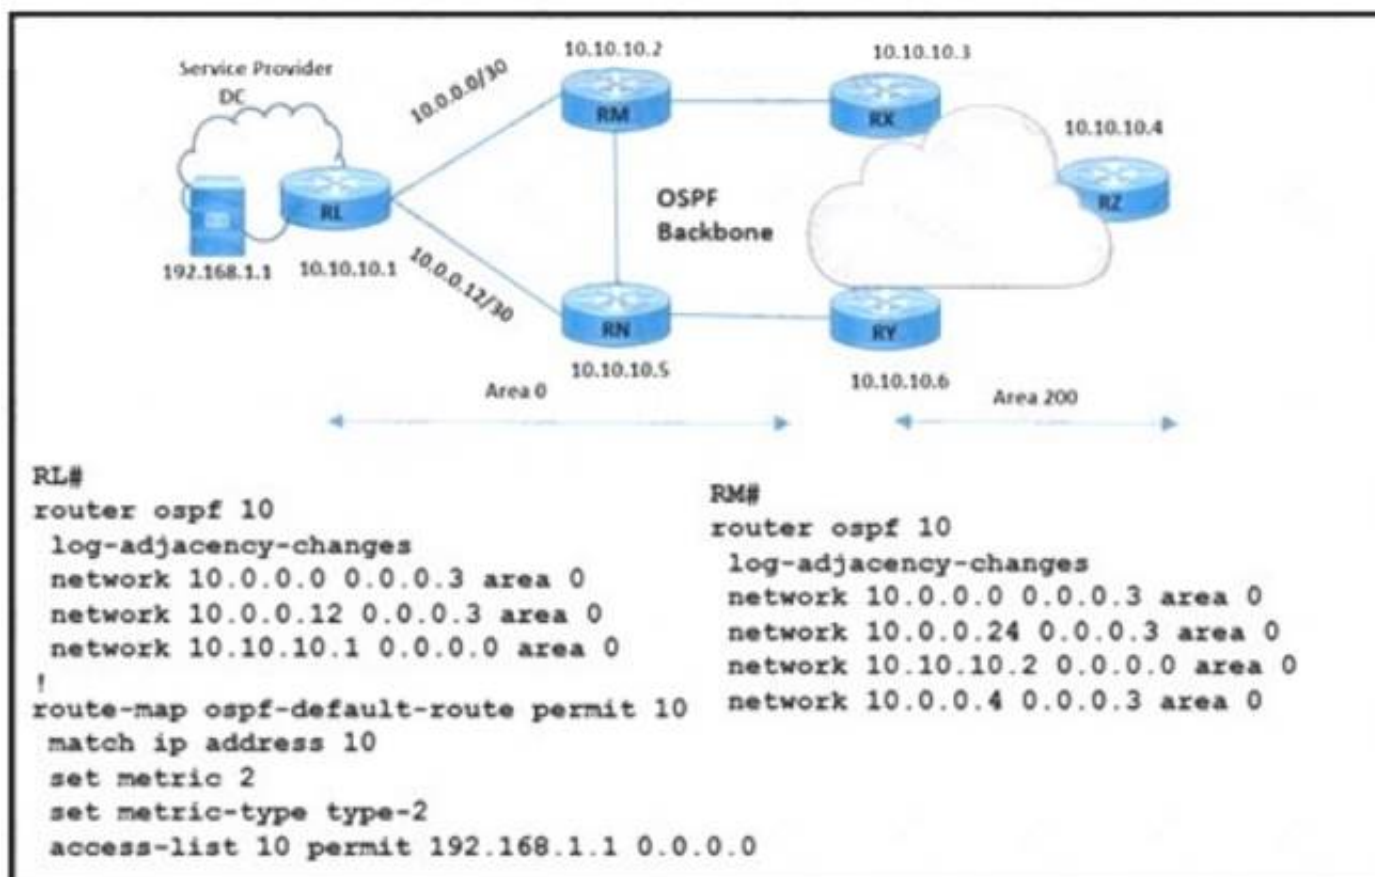 Service Provider
DC
192.168.1.1
RL
10.10.10.1
10.0.0.0/30
10.0.0.12/30
10.10.10.2
RM
10.10.10.3
RX
10.10.10.4
RZ
OSPF
Backbone
RN
10.10.10.5
RY
10.10.10.6
Area 0
Area 200
RL#
router ospf 10
log-adjacency-changes
network 10.0.0.0 0.0.0.3 area 0
network 10.0.0.12 0.0.0.3 area 0
network 10.10.10.1 0.0.0.0 area 0
!
route-map ospf-default-route permit 10
match ip address 10
set metric 2
set metric-type type-2
access-list 10 permit 192.168.1.1 0.0.0.0
RM#
router ospf 10
log-adjacency-changes
network 10.0.0.0 0.0.0.3 area 0
network 10.0.0.24 0.0.0.3 area 0
network 10.10.10.2 0.0.0.0 area 0
network 10.0.0.4 0.0.0.3 area 0